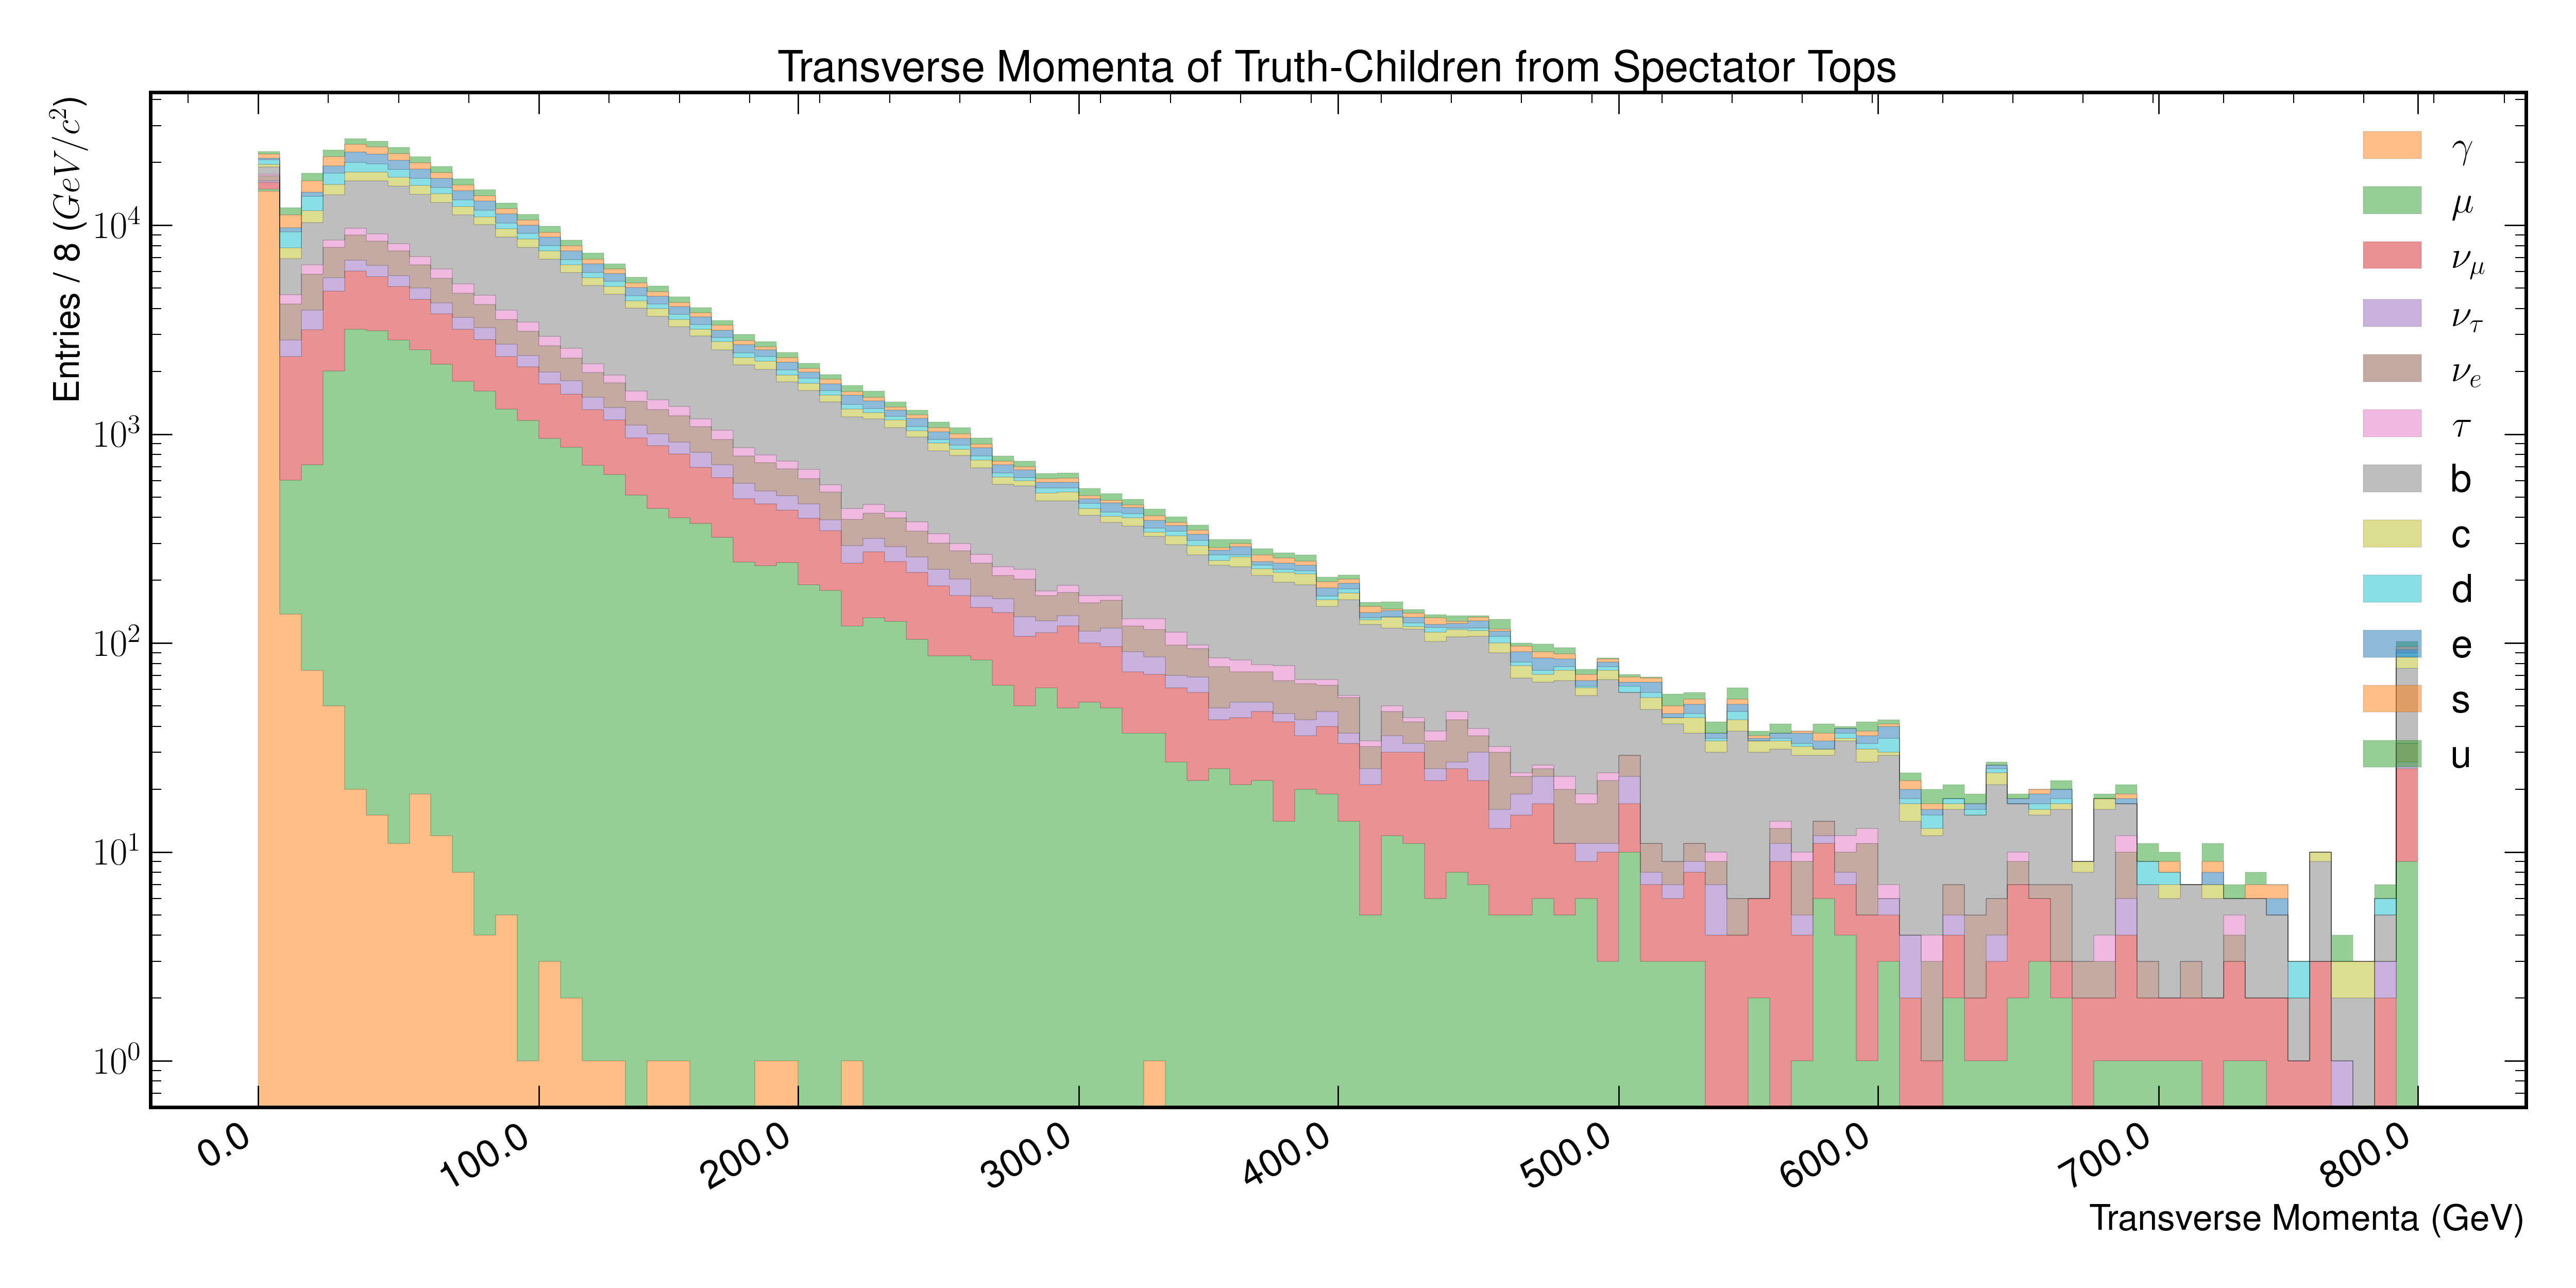 Transverse Momenta of Truth-Children from Spectator Tops
Entries / 8 (GeV/c²)
10⁴
10³
10²
10¹
10⁰
γ
μ
ν_μ
ν_τ
ν_e
τ
b
c
d
e
s
u
0.0 100.0 200.0 300.0 400.0 500.0 600.0 700.0 800.0
Transverse Momenta (GeV)